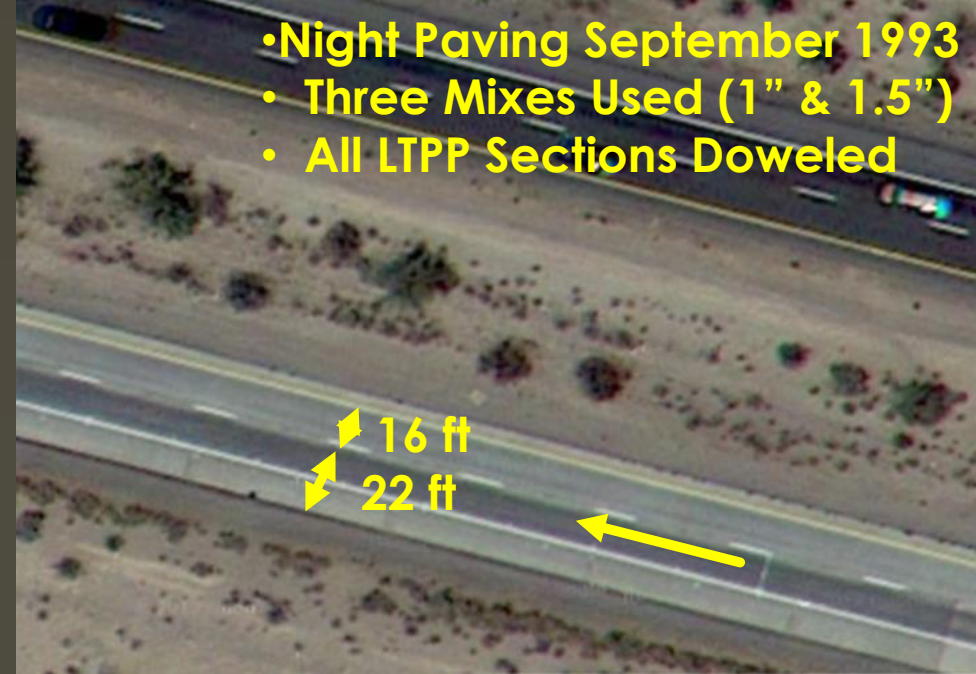 •Night Paving September 1993
• Three Mixes Used (1” & 1.5”)
• All LTPP Sections Doweled
16 ft
22 ft